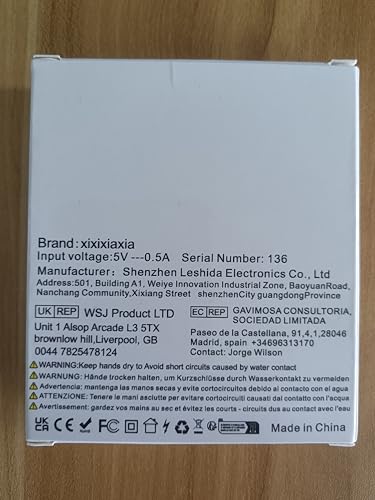 Brand:xixixiaxia
Input voltage:5V ---0.5A Serial Number: 136
Manufacturer: Shenzhen Leshida Electronics Co., Ltd
Address:501,Building A1, Weiye Innovation Industrial Zone, BaoyuanRoad,
Nanchang Community,Xixiang Street shenzhenCity guangdongProvince
UK REP WSJ Product LTD
Unit 1 Alsop Arcade L3 5TX
brownlow hill,Liverpool, GB
0044 7825478124
EC REP GAVIMOSA CONSULTORIA,
SOCIEDAD LIMITADA
Paseo de la Castellana, 91,4,1,28046
Madrid, spain +34696313170
Contact: Jorge Wilson
WARNING:Keep hands dry to Avoid short circuits caused by water contact
WARNUNG:Hände trocken halten, um Kurzschlüsse durch Wasserkontakt zu vermeiden.
Advertencia: mantenga las manos secas y evite cortocircuitos causados por contacto con el agua.
ATTENZIONE: Tenere le mani asciutte per evitare cortocircuiti causati dal contatto con l'acqua.
Avertissement: gardez vos mains au sec et évitez les courts - circuits dus au contact avec l'eau.
UK CA CE FC Made in China